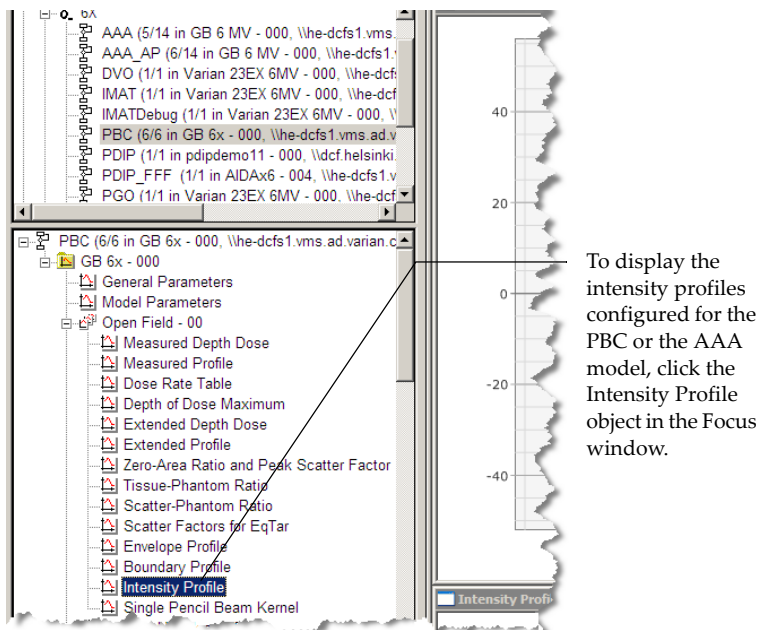 6X
AAA (5/14 in GB 6 MV - 000, \\he-dcfs1.vms.
AAA_AP (6/14 in GB 6 MV - 000, \\he-dcfs1.v
DVO (1/1 in Varian 23EX 6MV - 000, \\he-dcfs
IMAT (1/1 in Varian 23EX 6MV - 000, \\he-dcf
IMATDebug (1/1 in Varian 23EX 6MV - 000, \\
PBC (6/6 in GB 6x - 000, \\he-dcfs1.vms.ad.v
PDIP (1/1 in pdipdemo11 - 000, \\dcf.helsinki.
PDIP_FFF (1/1 in AIDAx6 - 004, \\he-dcfs1.v
PGO (1/1 in Varian 23EX 6MV - 000, \\he-dcf
PBC (6/6 in GB 6x - 000, \\he-dcfs1.vms.ad.varian.c
GB 6x - 000
General Parameters
Model Parameters
Open Field - 00
Measured Depth Dose
Measured Profile
Dose Rate Table
Depth of Dose Maximum
Extended Depth Dose
Extended Profile
Zero-Area Ratio and Peak Scatter Factor
Tissue-Phantom Ratio
Scatter-Phantom Ratio
Scatter Factors for EqTar
Envelope Profile
Boundary Profile
Intensity Profile
Single Pencil Beam Kernel
40
20
0
-20
-40
Intensity Profi
To display the
intensity profiles
configured for the
PBC or the AAA
model, click the
Intensity Profile
object in the Focus
window.